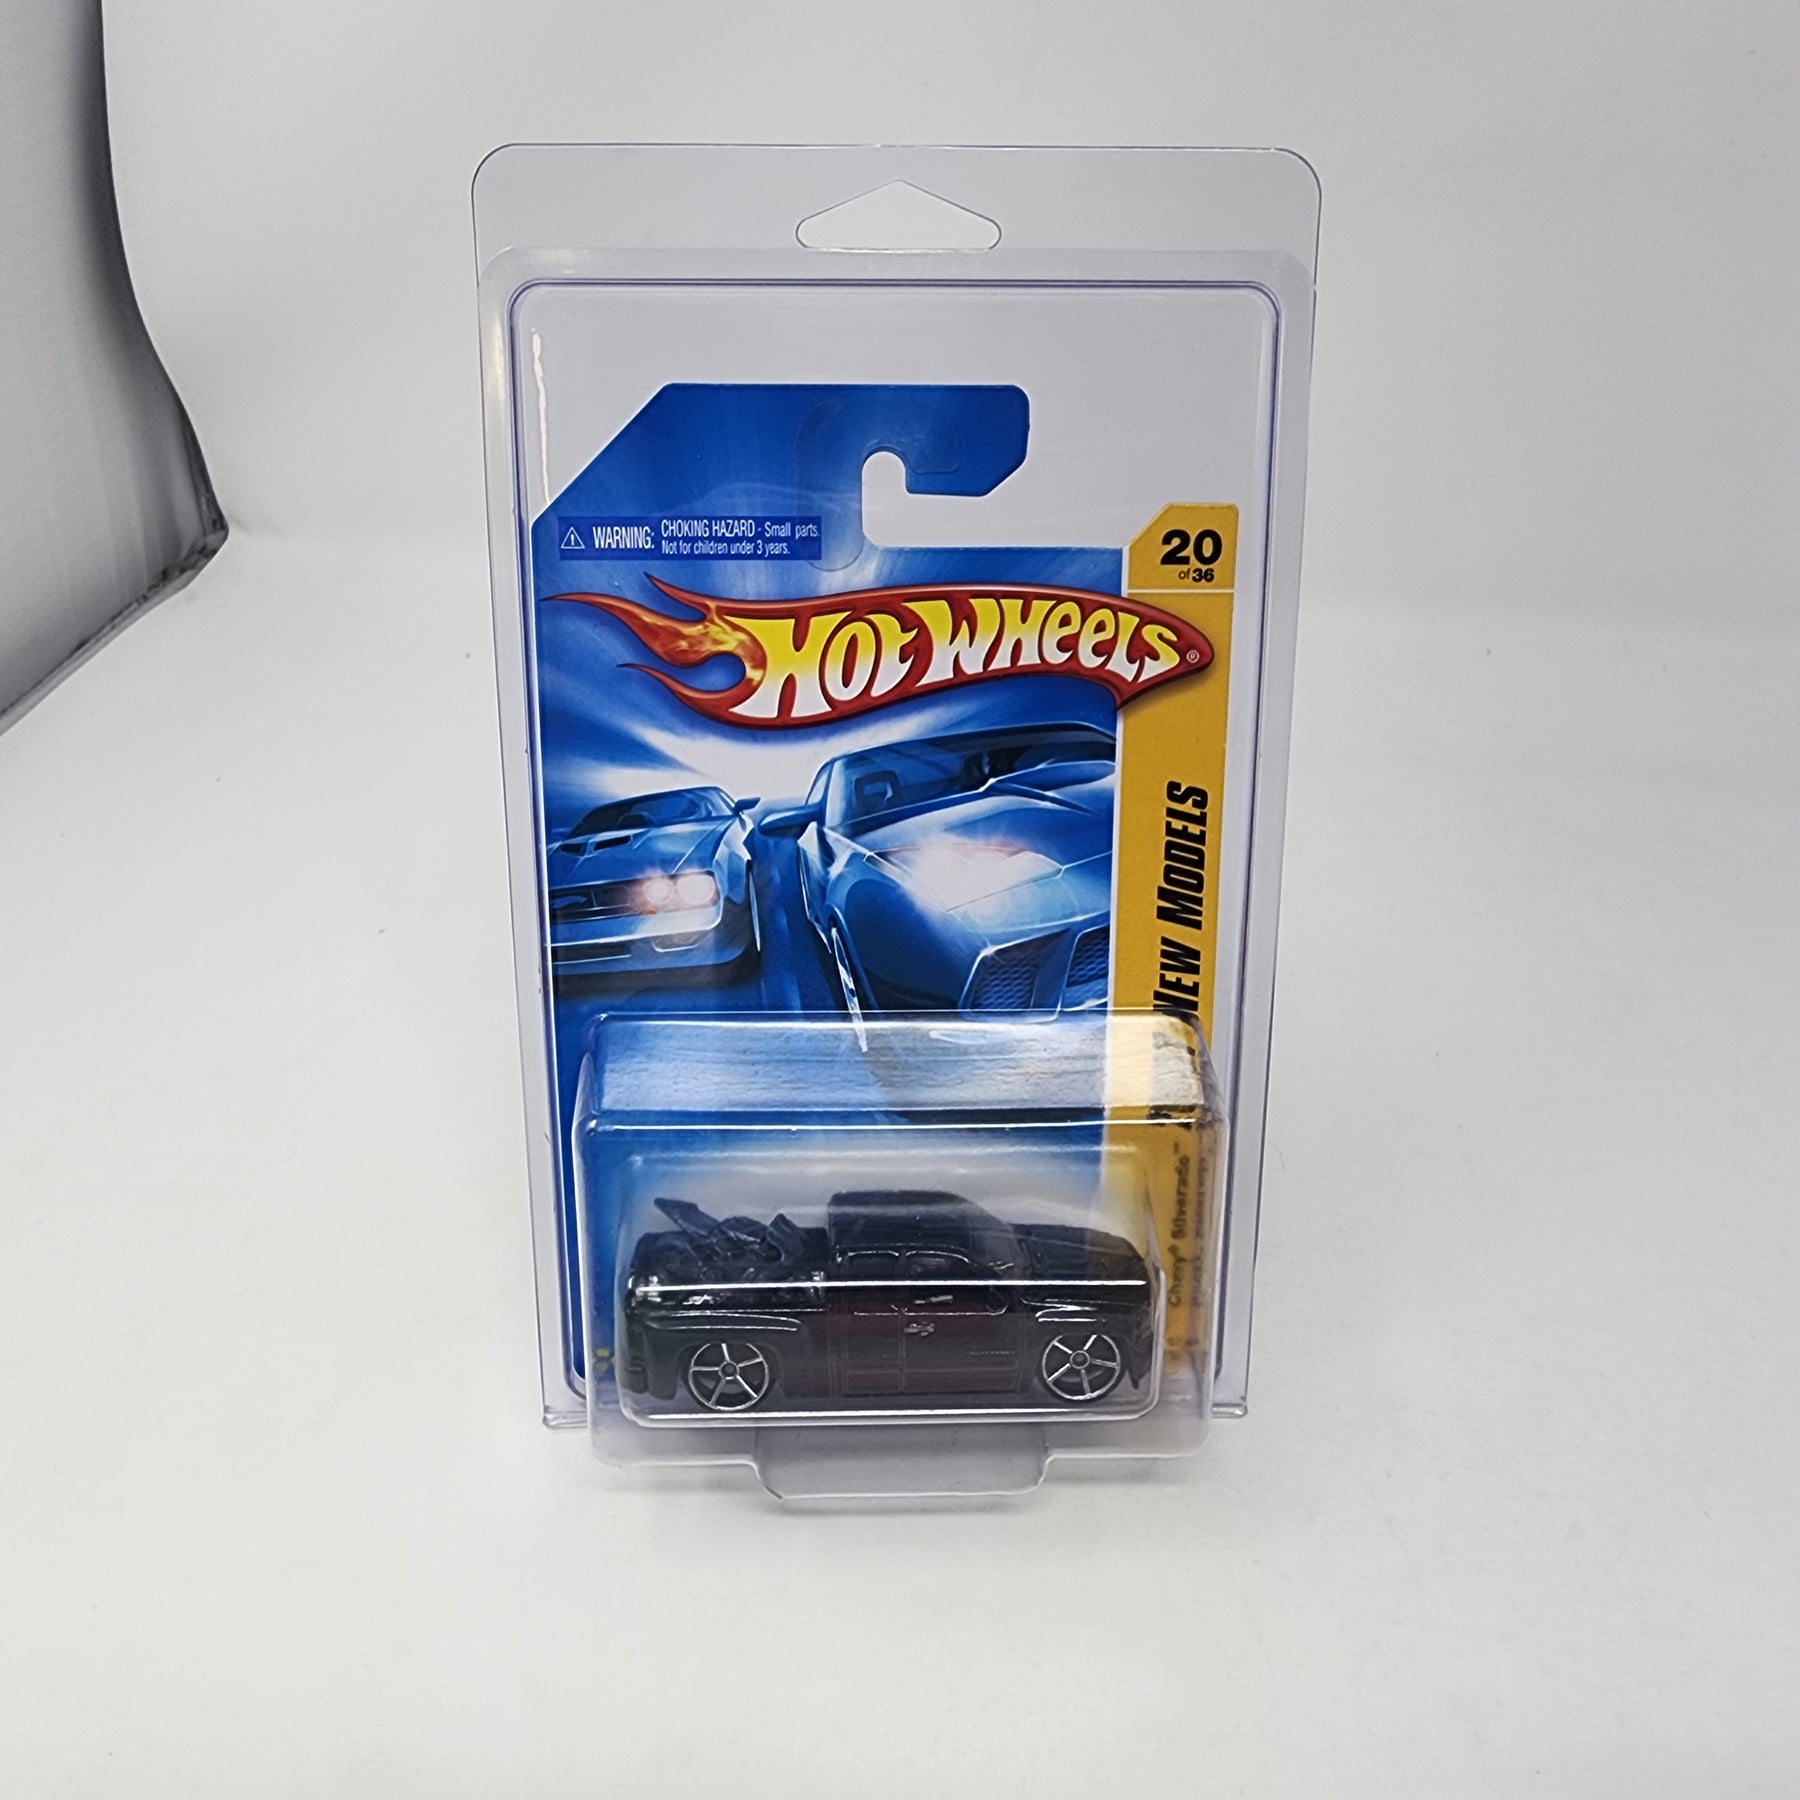 WARNING: CHOKING HAZARD - Small parts.
Not for children under 3 years.
20
of 36
HOT WHEELS®
NEW MODELS
Chevy® Silverado™